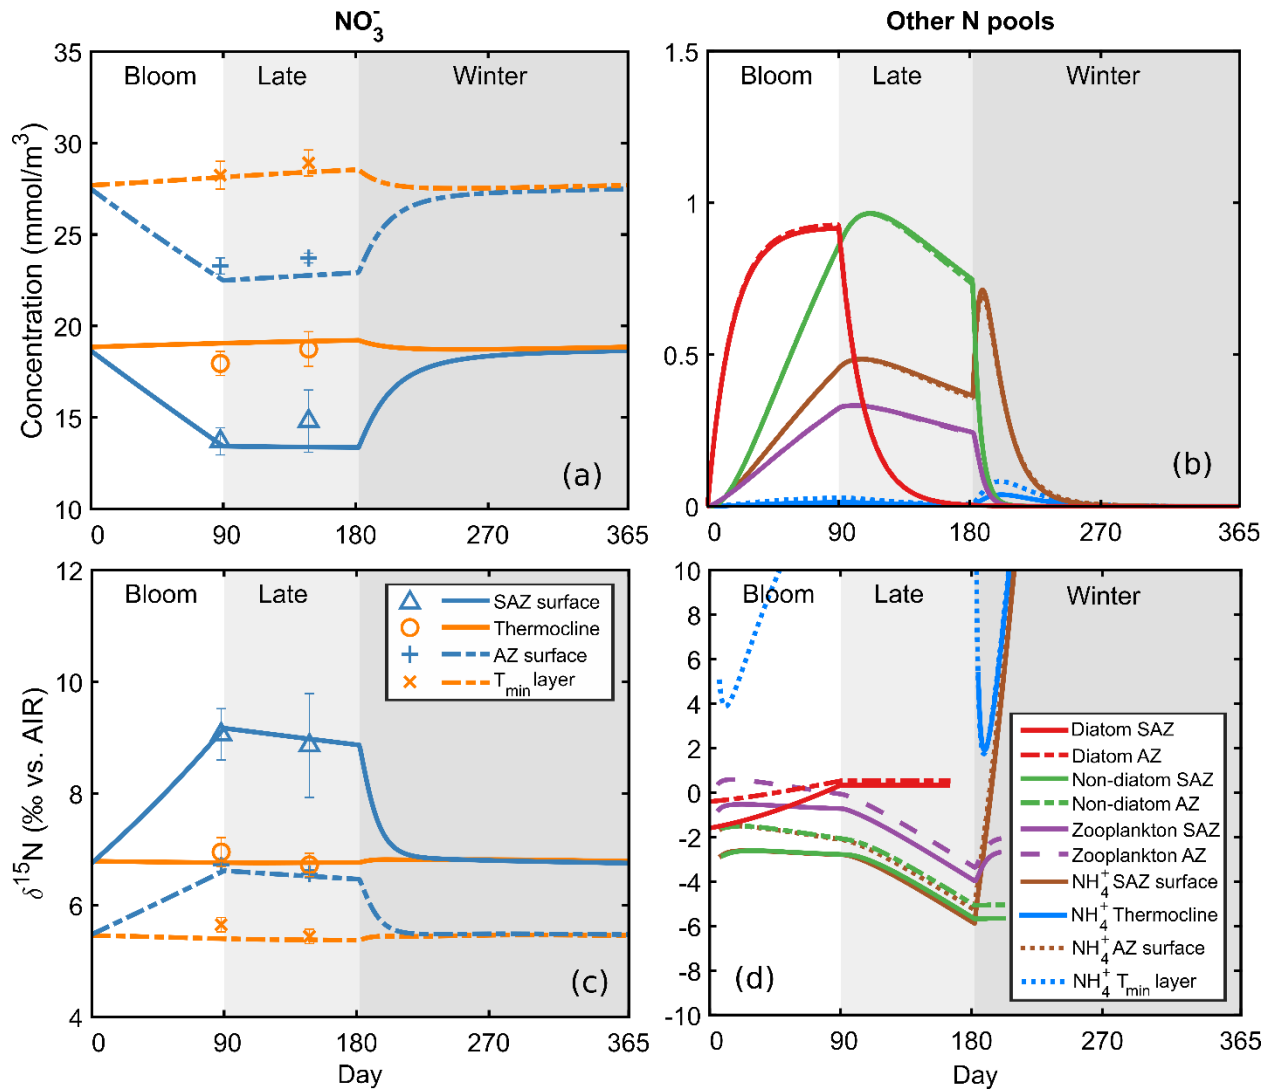 NO₃⁻
Other N pools
Concentration (mmol/m³)
35
30
25
20
15
10
Bloom
Late
Winter
(a)
0
90
180
270
365
1.5
1
0.5
0
Bloom
Late
Winter
(b)
0
90
180
270
365
δ¹⁵N (‰ vs. AIR)
12
10
8
6
4
Bloom
Late
SAZ surface
Thermocline
AZ surface
Tmin layer
(c)
0
90
180
270
365
Day
10
8
6
4
2
0
-2
-4
-6
-8
-10
Bloom
Late
Winter
Diatom SAZ
Diatom AZ
Non-diatom SAZ
Non-diatom AZ
Zooplankton SAZ
Zooplankton AZ
NH₄⁺ SAZ surface
NH₄⁺ Thermocline
NH₄⁺ AZ surface
NH₄⁺ Tmin layer
(d)
0
90
180
270
365
Day